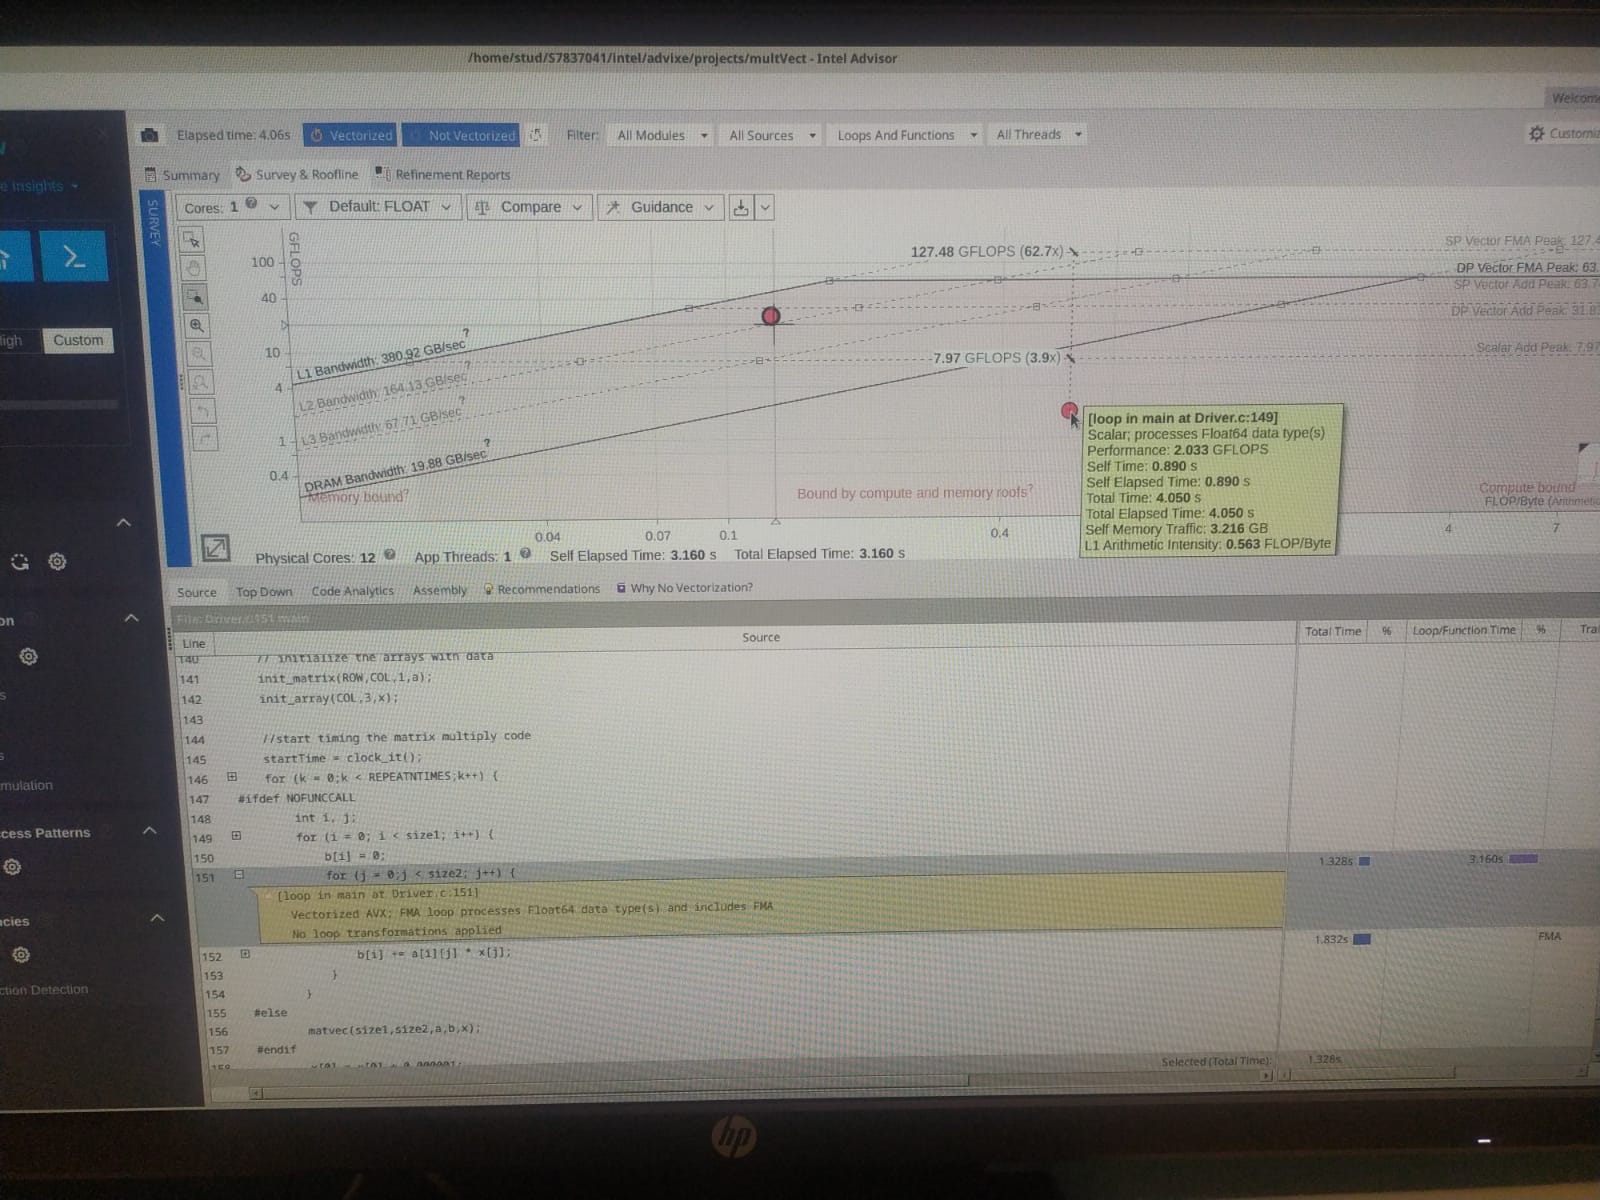 /home/stud/S7837041/intel/advixe/projects/multVect - Intel Advisor
Welcome
Elapsed time: 4.06s Vectorized Not Vectorized Filter: All Modules All Sources Loops And Functions All Threads
Summary Survey & Roofline Refinement Reports
Insights
SURVEY
Cores: 1 Default: FLOAT Compare Guidance
GFLOPS
100
40
10
4
1
0.4
127.48 GFLOPS (62.7x)
SP Vector FMA Peak: 127.4
DP Vector FMA Peak: 63.
SP Vector Add Peak: 63.7
DP Vector Add Peak: 31.8
Scalar Add Peak: 7.97
7.97 GFLOPS (3.9x)
Custom
L1 Bandwidth: 380.92 GB/sec ?
L2 Bandwidth: 164.13 GB/sec ?
L3 Bandwidth: 67.71 GB/sec ?
DRAM Bandwidth: 19.88 GB/sec ?
Memory bound?
Bound by compute and memory roofs?
Compute bound
FLOP/Byte
[loop in main at Driver.c:149]
Scalar; processes Float64 data type(s)
Performance: 2.033 GFLOPS
Self Time: 0.890 s
Self Elapsed Time: 0.890 s
Total Time: 4.050 s
Total Elapsed Time: 4.050 s
Self Memory Traffic: 3.216 GB
L1 Arithmetic Intensity: 0.563 FLOP/Byte
0.04 0.07 0.1 0.4 4 7
Physical Cores: 12 App Threads: 1 Self Elapsed Time: 3.160 s Total Elapsed Time: 3.160 s
Source Top Down Code Analytics Assembly Recommendations Why No Vectorization?
File: Driver.c:151 main
Line Source Total Time % Loop/Function Time %
140 // initialize the arrays with data
141 init_matrix(ROW,COL,1,a);
142 init_array(COL,3,x);
143
144 //start timing the matrix multiply code
145 startTime = clock_it();
146 for (k = 0;k < REPEATNTIMES;k++) {
147 #ifdef NOFUNCCALL
148 int i, j;
149 for (i = 0; i < size1; i++) {
150 b[i] = 0;
151 for (j = 0;j < size2; j++) { 1.328s 3.160s
[loop in main at Driver.c:151]
Vectorized AVX; FMA loop processes Float64 data type(s) and includes FMA
No loop transformations applied
152 b[i] += a[i][j] * x[j]; 1.832s FMA
153 }
154 }
155 #else
156 matvec(size1,size2,a,b,x);
157 #endif
Selected (Total Time): 1.328s
hp